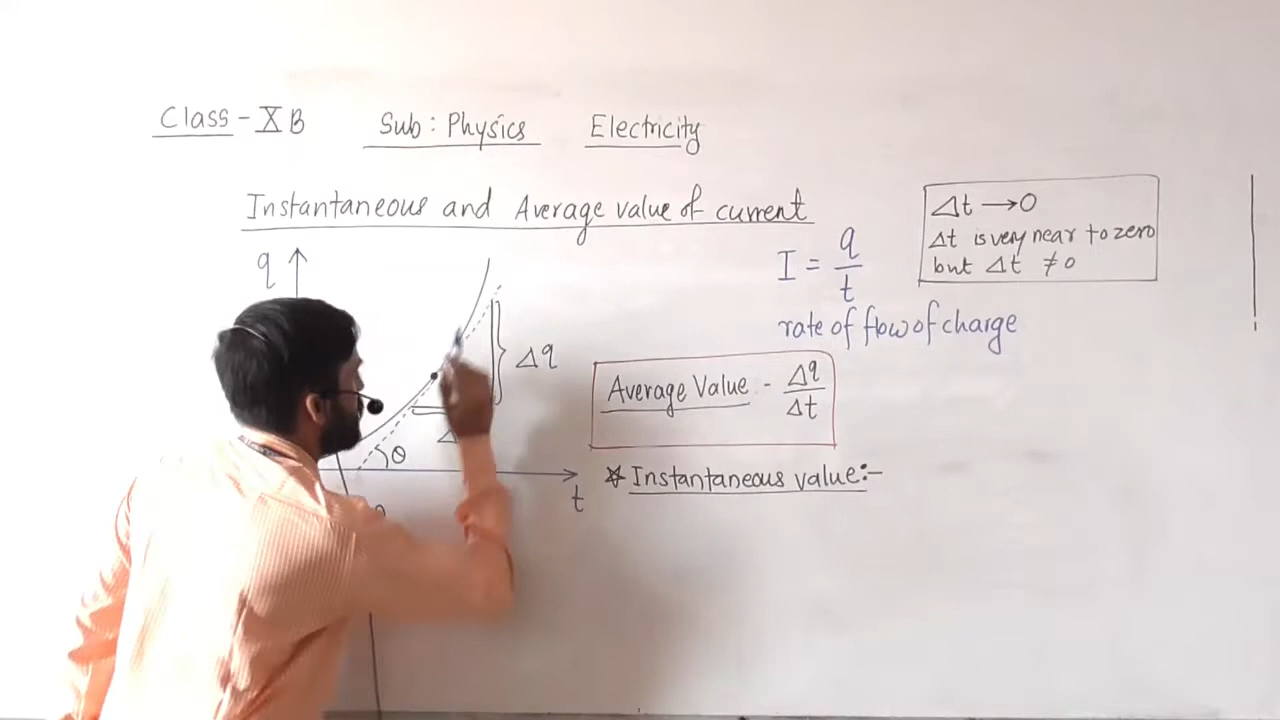 Class - X B Sub : Physics Electricity
Instantaneous and Average value of current
Δt → 0
Δt is very near to zero
but Δt ≠ 0
q
I = q/t
rate of flow of charge
Δq
Average Value - Δq/Δt
Δ
θ
* Instantaneous value:-
t